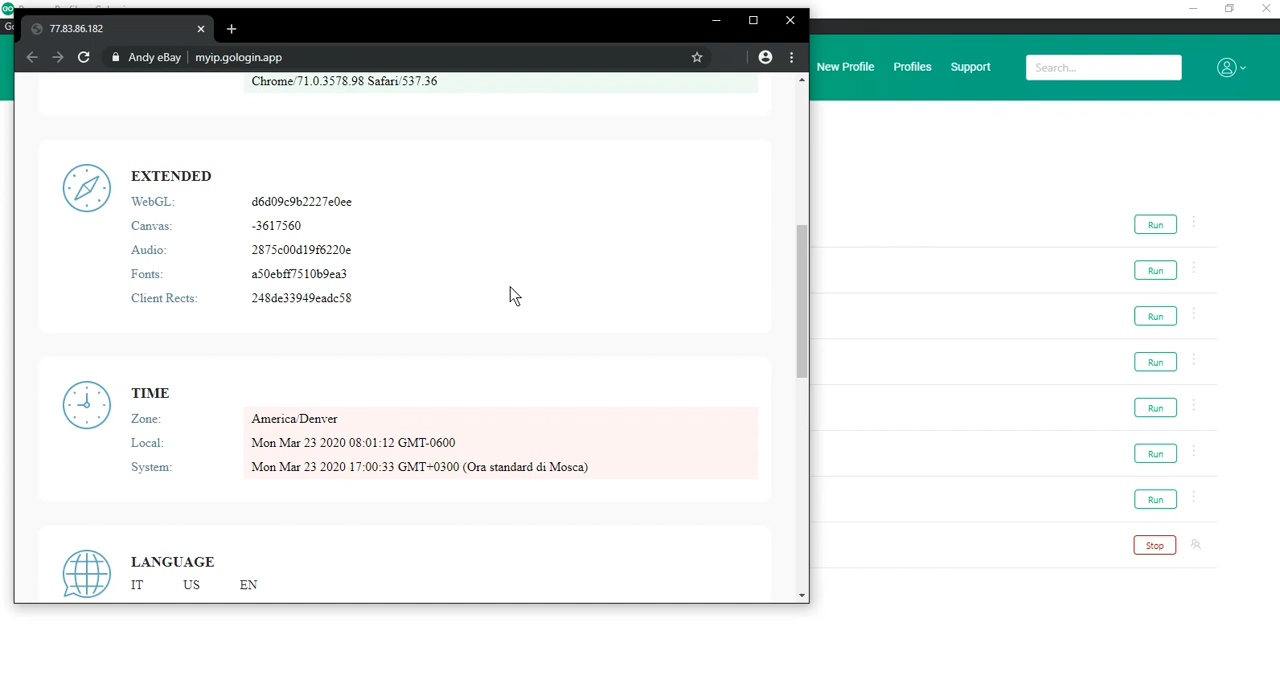 77.83.86.182
Andy eBay
myip.gologin.app
New Profile
Profiles
Support
Search...
Chrome/71.0.3578.98 Safari/537.36
EXTENDED
WebGL: d6d09c9b2227e0ee
Canvas: -3617560
Audio: 2875c00d19f6220e
Fonts: a50ebff7510b9ea3
Client Rects: 248de33949eadc58
TIME
Zone: America/Denver
Local: Mon Mar 23 2020 08:01:12 GMT-0600
System: Mon Mar 23 2020 17:00:33 GMT+0300 (Ora standard di Mosca)
LANGUAGE
IT US EN
Run
Run
Run
Run
Run
Run
Run
Stop